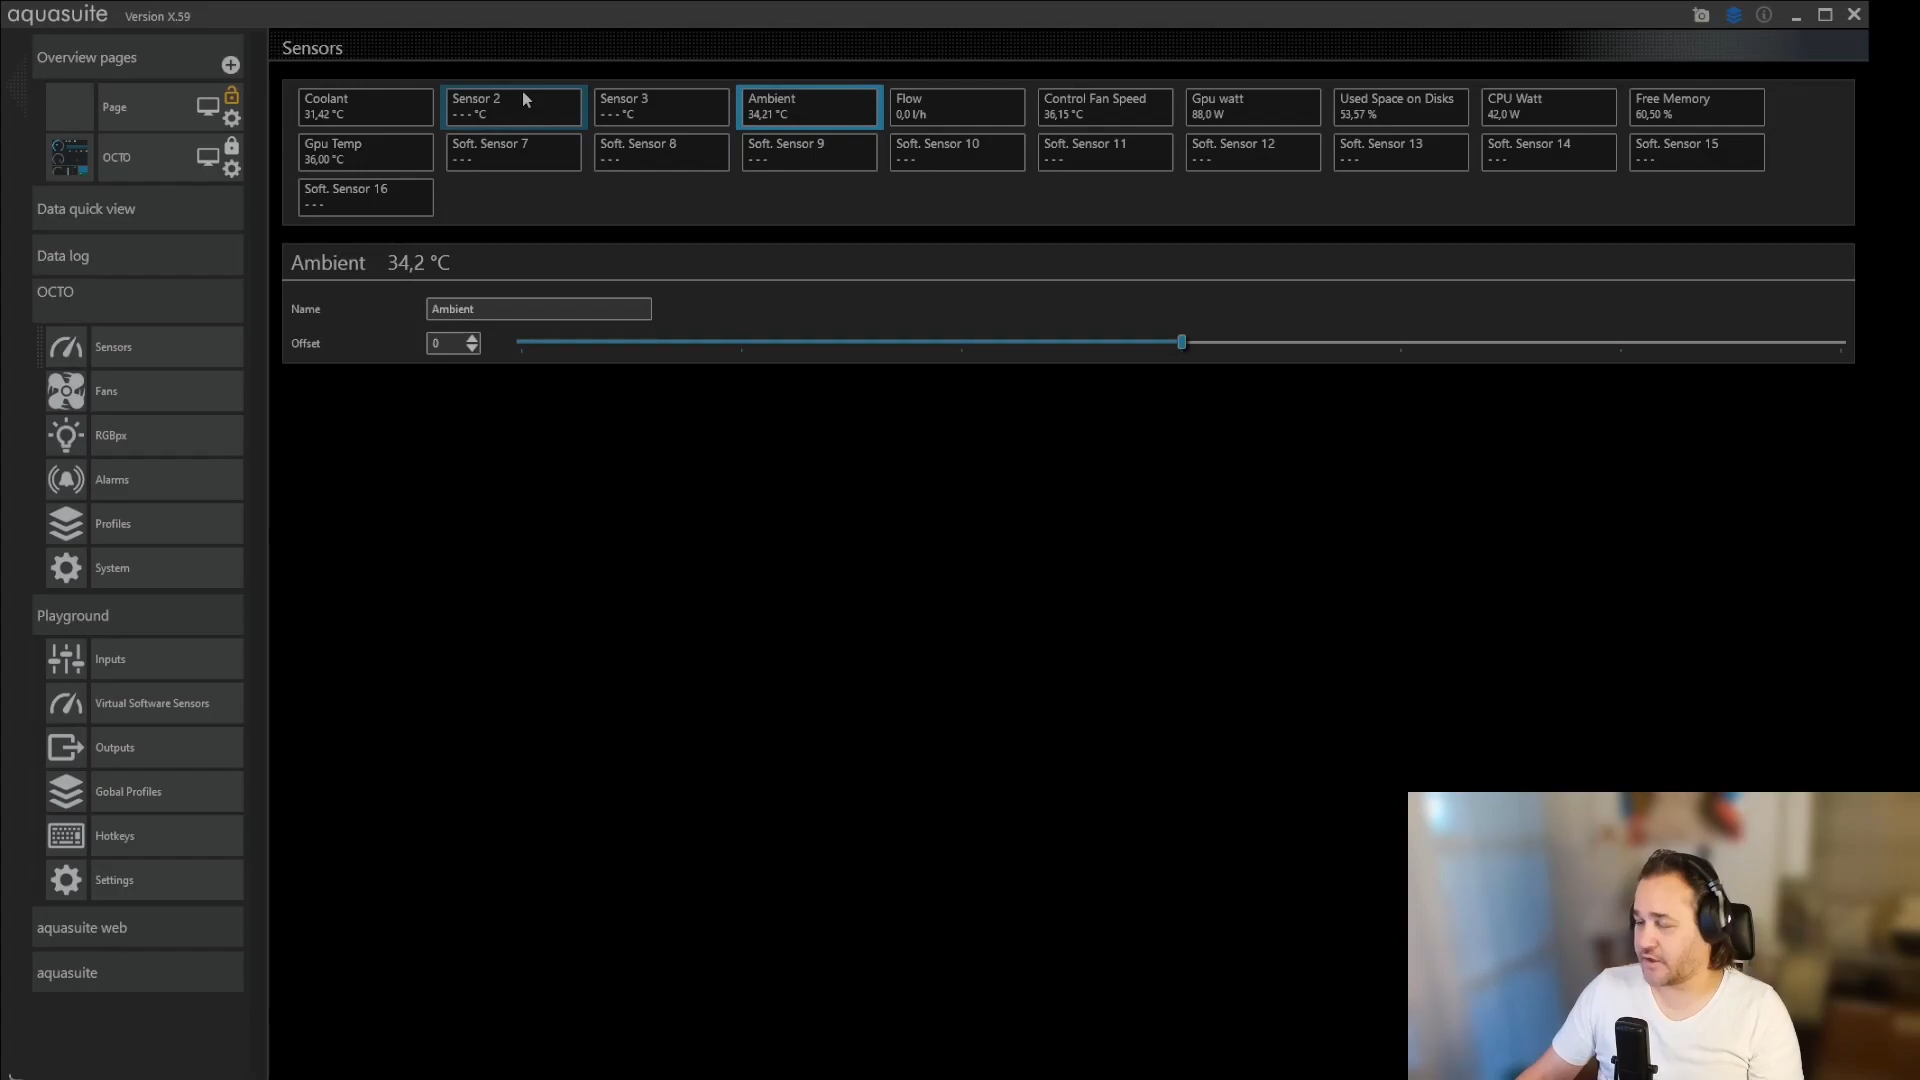 aquasuite Version X.59
Overview pages
Page
OCTO
Data quick view
Data log
OCTO
Sensors
Fans
RGBpx
Alarms
Profiles
System
Playground
Inputs
Virtual Software Sensors
Outputs
Gobal Profiles
Hotkeys
Settings
aquasuite web
aquasuite
Sensors
Coolant
31,42 °C
Sensor 2
- - - °C
Sensor 3
- - - °C
Ambient
34,21 °C
Flow
0,0 l/h
Control Fan Speed
36,15 °C
Gpu watt
88,0 W
Used Space on Disks
53,57 %
CPU Watt
42,0 W
Free Memory
60,50 %
Gpu Temp
36,00 °C
Soft. Sensor 7
- - -
Soft. Sensor 8
- - -
Soft. Sensor 9
- - -
Soft. Sensor 10
- - -
Soft. Sensor 11
- - -
Soft. Sensor 12
- - -
Soft. Sensor 13
- - -
Soft. Sensor 14
- - -
Soft. Sensor 15
- - -
Soft. Sensor 16
- - -
Ambient 34,2 °C
Name Ambient
Offset 0